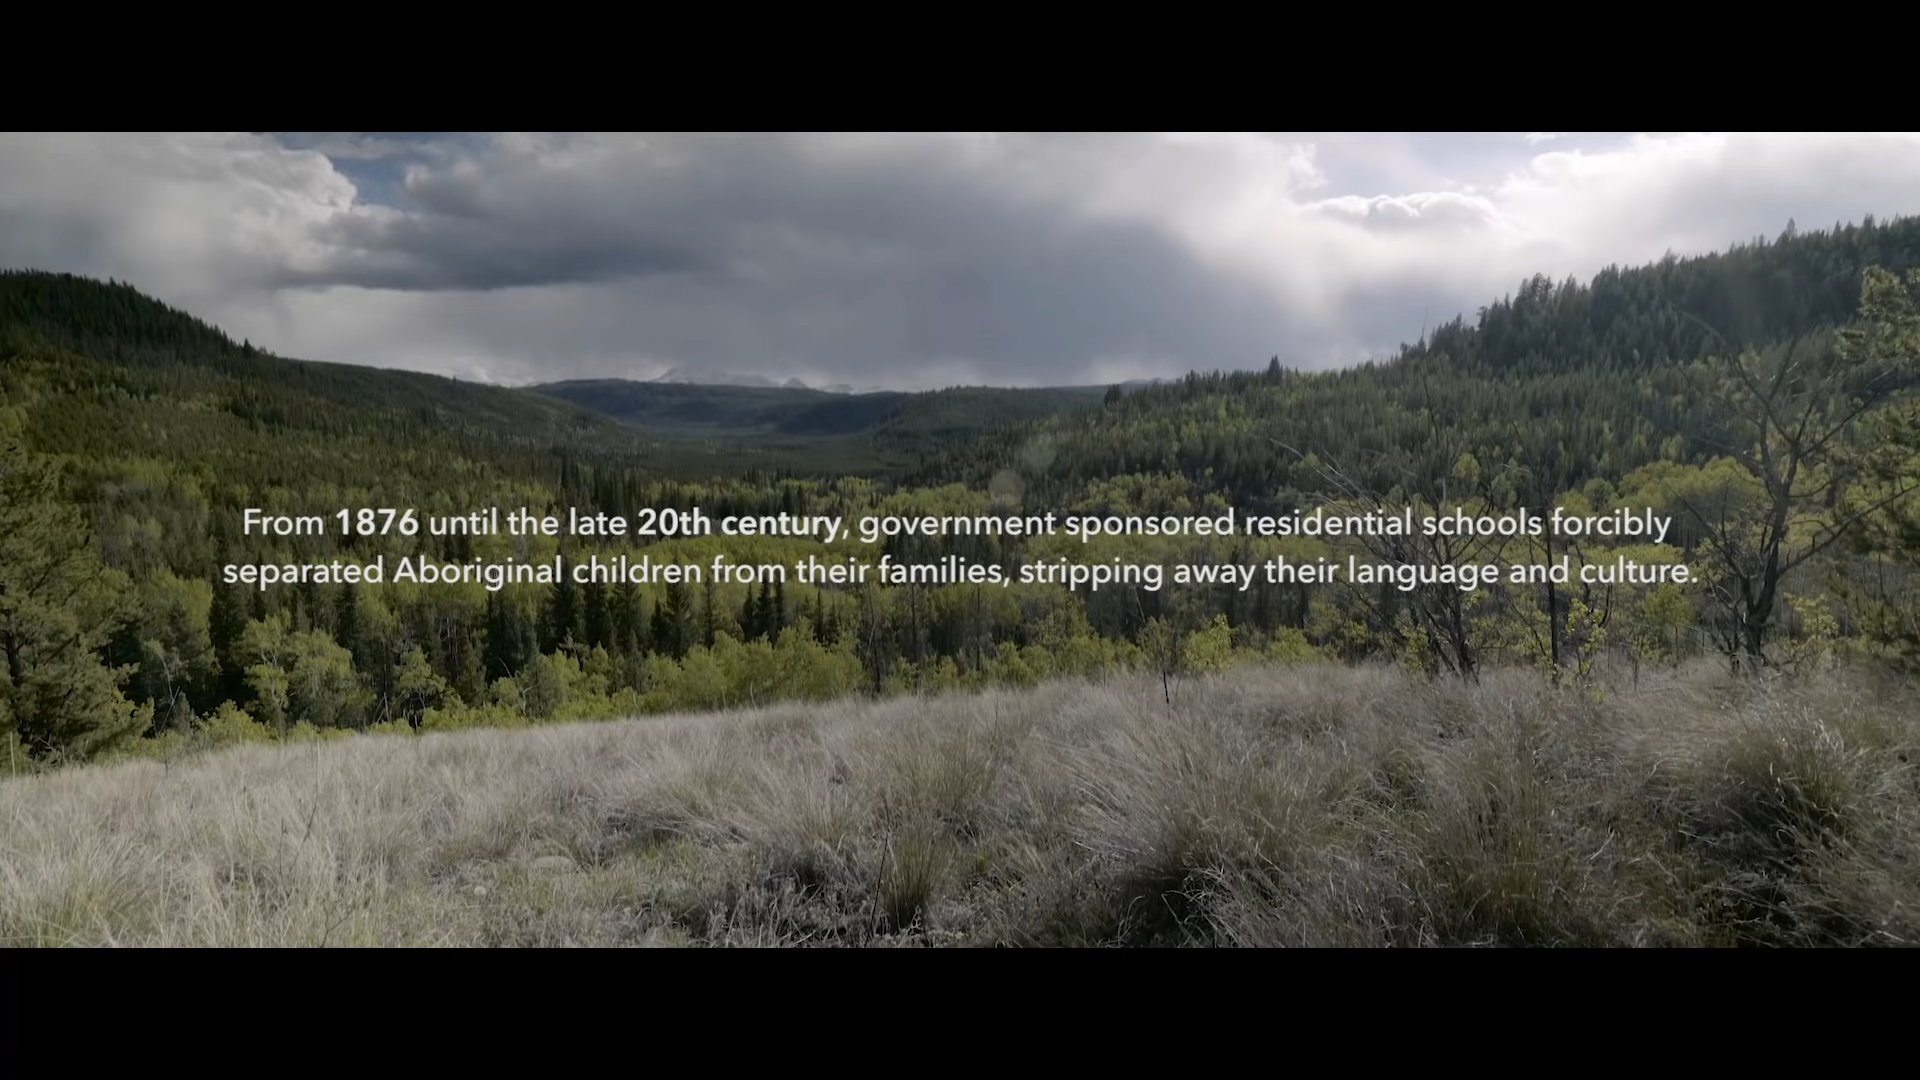 From 1876 until the late 20th century, government sponsored residential schools forcibly
separated Aboriginal children from their families, stripping away their language and culture.